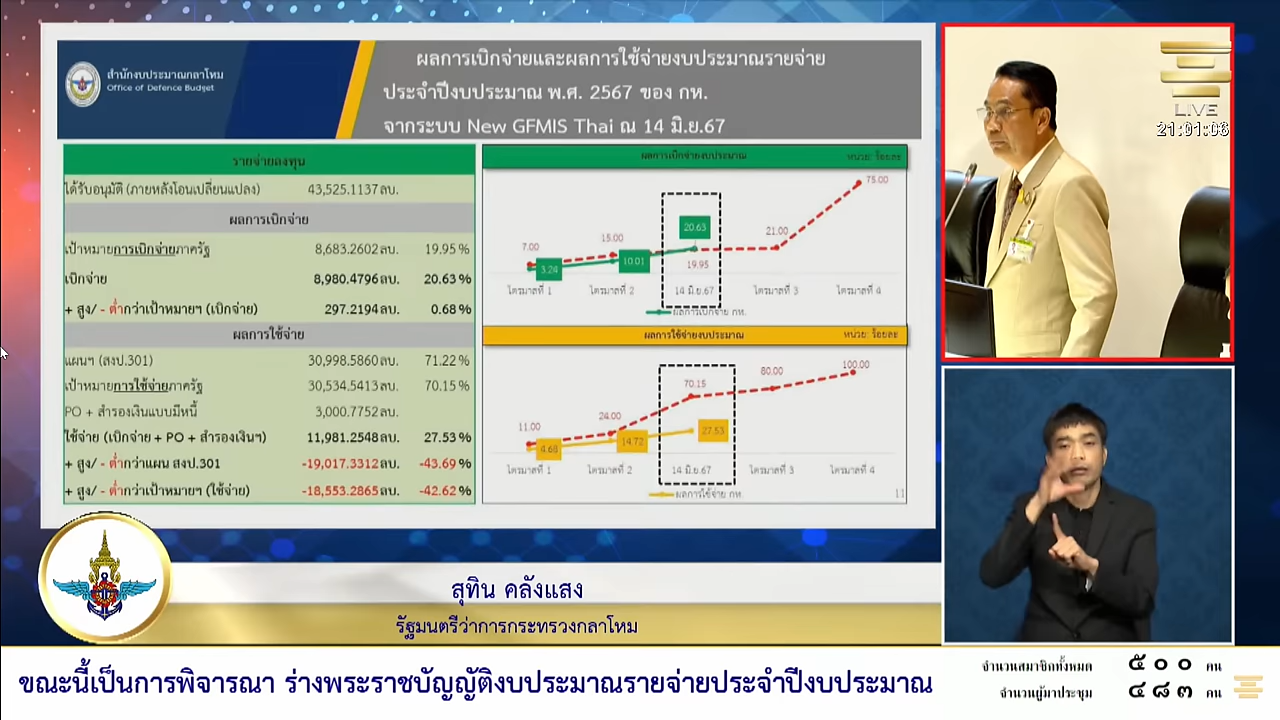 สำนักงบประมาณกลาโหม
Office of Defence Budget
ผลการเบิกจ่ายและผลการใช้จ่ายงบประมาณรายจ่าย
ประจำปีงบประมาณ พ.ศ. 2567 ของ กห.
จากระบบ New GFMIS Thai ณ 14 มิ.ย.67
รายจ่ายลงทุน
ได้รับอนุมัติ (ภายหลังโอนเปลี่ยนแปลง) 43,525.1137 ลบ.
ผลการเบิกจ่าย
เป้าหมายการเบิกจ่ายภาครัฐ 8,683.2602 ลบ. 19.95 %
เบิกจ่าย 8,980.4796 ลบ. 20.63 %
+ สูง/ - ต่ำกว่าเป้าหมายฯ (เบิกจ่าย) 297.2194 ลบ. 0.68 %
ผลการใช้จ่าย
แผนฯ (สงป.301) 30,998.5860 ลบ. 71.22 %
เป้าหมายการใช้จ่ายภาครัฐ 30,534.5413 ลบ. 70.15 %
PO + สำรองเงินแบบมีหนี้ 3,000.7752 ลบ.
ใช้จ่าย (เบิกจ่าย + PO + สำรองเงินฯ) 11,981.2548 ลบ. 27.53 %
+ สูง/ - ต่ำกว่าแผน สงป.301 -19,017.3312 ลบ. -43.69 %
+ สูง/ - ต่ำกว่าเป้าหมายฯ (ใช้จ่าย) -18,553.2865 ลบ. -42.62 %
ผลการเบิกจ่ายงบประมาณ หน่วย: ร้อยละ
75.00
20.63
7.00 15.00 21.00
3.24 10.01 19.95
ไตรมาสที่ 1 ไตรมาสที่ 2 14 มิ.ย.67 ไตรมาสที่ 3 ไตรมาสที่ 4
ผลการเบิกจ่าย กห.
ผลการใช้จ่ายงบประมาณ หน่วย: ร้อยละ
100.00
70.15 80.00
11.00 24.00
4.68 14.72 27.53
ไตรมาสที่ 1 ไตรมาสที่ 2 14 มิ.ย.67 ไตรมาสที่ 3 ไตรมาสที่ 4
ผลการใช้จ่าย กห.
11
LIVE
21:01:06
สุทิน คลังแสง
รัฐมนตรีว่าการกระทรวงกลาโหม
ขณะนี้เป็นการพิจารณา ร่างพระราชบัญญัติงบประมาณรายจ่ายประจำปีงบประมาณ
จำนวนสมาชิกทั้งหมด ๕๐๐ คน
จำนวนผู้มาประชุม ๔๘๓ คน